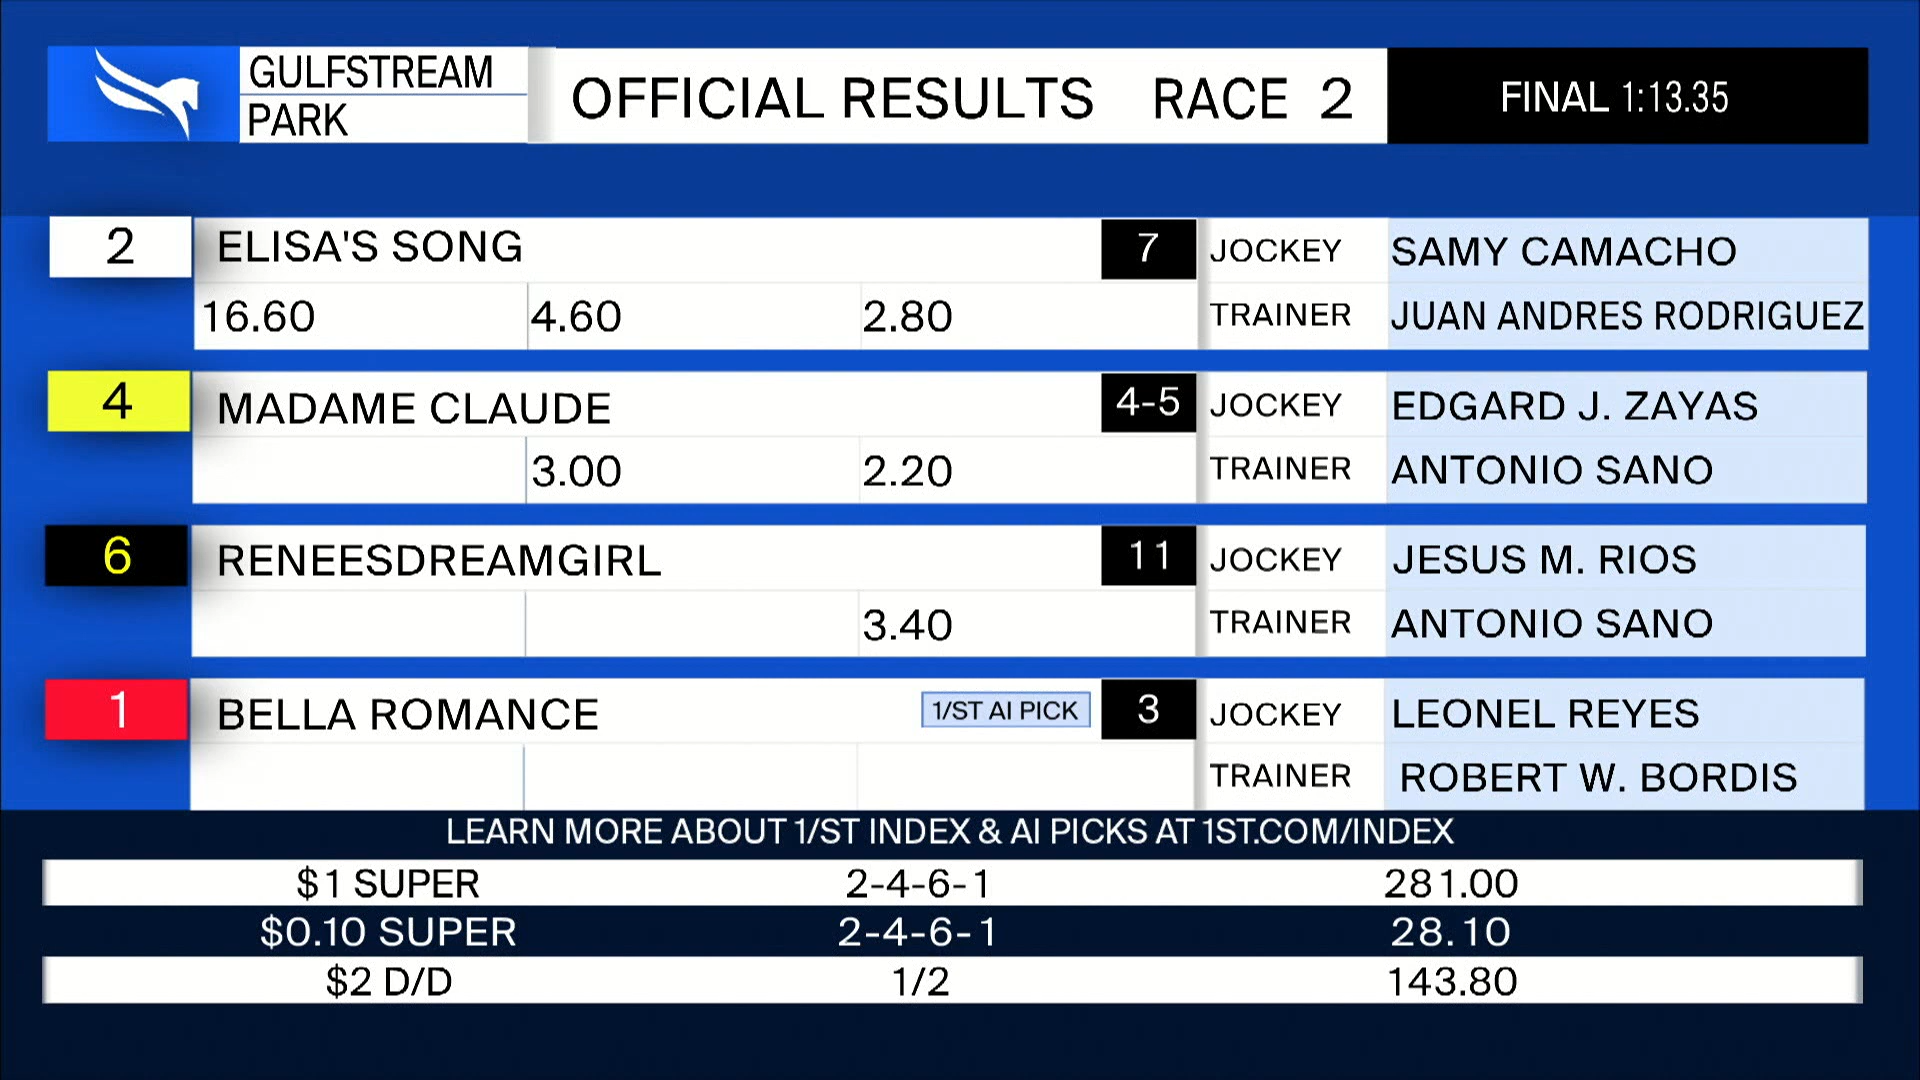 GULFSTREAM
PARK
OFFICIAL RESULTS RACE 2
FINAL 1:13.35
2 ELISA'S SONG 7 JOCKEY SAMY CAMACHO
16.60 4.60 2.80 TRAINER JUAN ANDRES RODRIGUEZ
4 MADAME CLAUDE 4-5 JOCKEY EDGARD J. ZAYAS
3.00 2.20 TRAINER ANTONIO SANO
6 RENEESDREAMGIRL 11 JOCKEY JESUS M. RIOS
3.40 TRAINER ANTONIO SANO
1 BELLA ROMANCE 1/ST AI PICK 3 JOCKEY LEONEL REYES
TRAINER ROBERT W. BORDIS
LEARN MORE ABOUT 1/ST INDEX & AI PICKS AT 1ST.COM/INDEX
$1 SUPER 2-4-6-1 281.00
$0.10 SUPER 2-4-6-1 28.10
$2 D/D 1/2 143.80